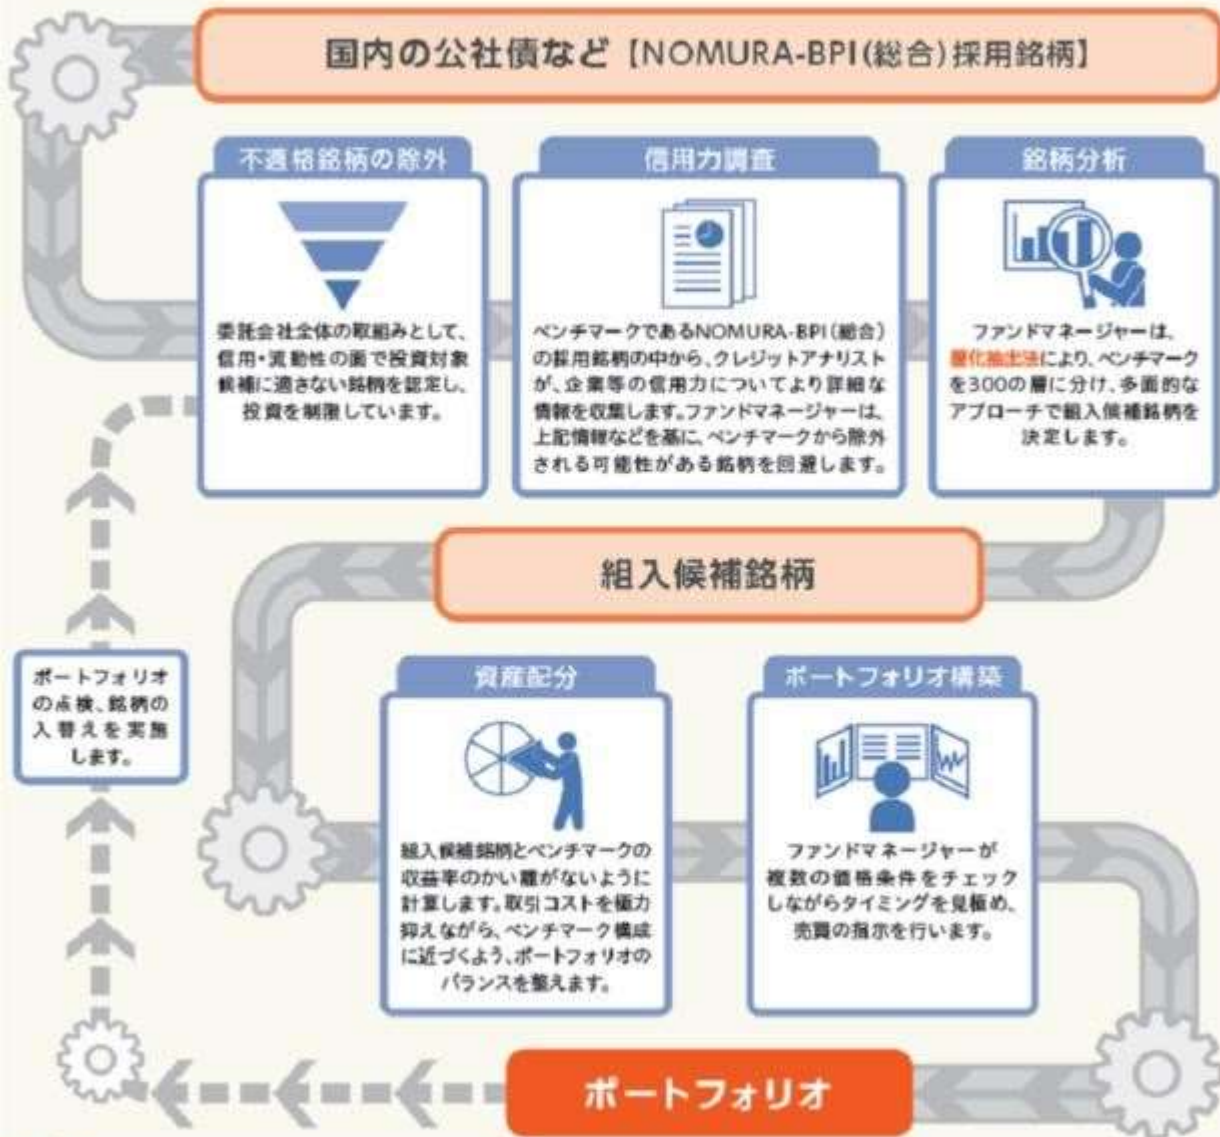 国内の公社債など【NOMURA-BPI(総合)採用銘柄】
不適格銘柄の除外
委託会社全体の取組みとして、
信用・流動性の面で投資対象
候補に適さない銘柄を認定し、
投資を制限しています。
信用力調査
ベンチマークであるNOMURA-BPI(総合)
の採用銘柄の中から、クレジットアナリスト
が、企業等の信用力についてより詳細な
情報を収集します。ファンドマネージャーは、
上記情報などを基に、ベンチマークから除外
される可能性がある銘柄を回避します。
銘柄分析
ファンドマネージャーは、
層化抽出法により、ベンチマーク
を300の層に分け、多面的な
アプローチで組入候補銘柄を
決定します。
組入候補銘柄
ポートフォリオ
の点検、銘柄の
入替えを実施
します。
資産配分
組入候補銘柄とベンチマークの
収益率のかい離がないように
計算します。取引コストを極力
抑えながら、ベンチマーク構成
に近づくよう、ポートフォリオの
バランスを整えます。
ポートフォリオ構築
ファンドマネージャーが
複数の価格条件をチェック
しながらタイミングを見極め、
売買の指示を行います。
ポートフォリオ